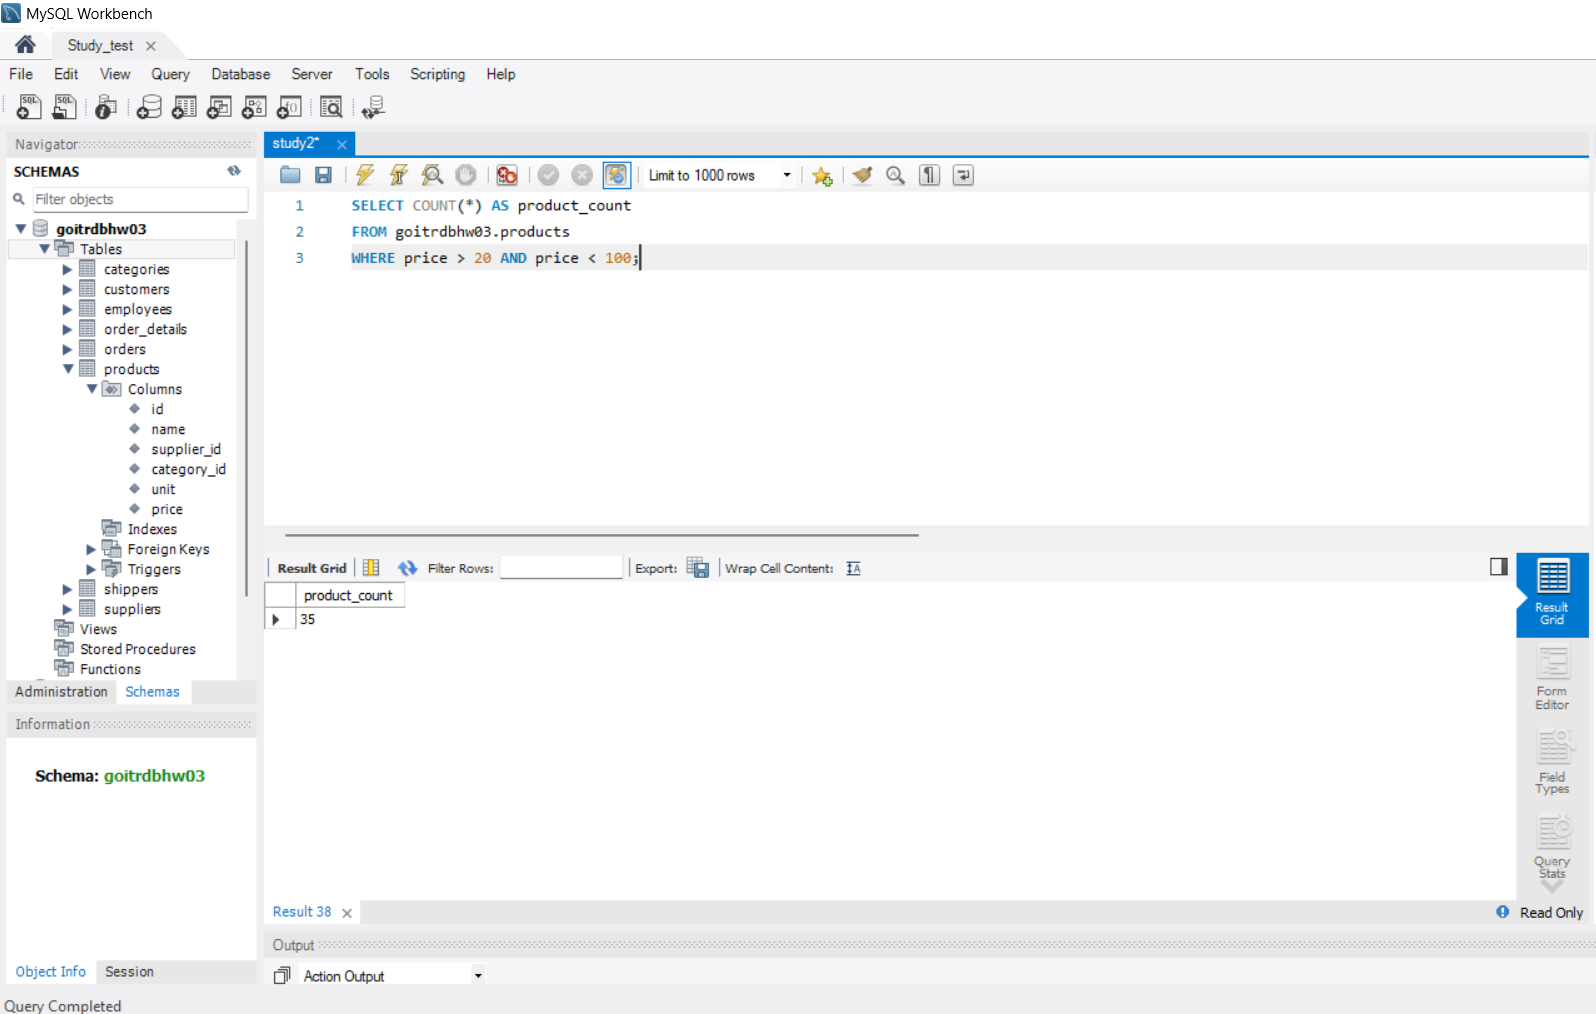 MySQL Workbench
Study_test
File Edit View Query Database Server Tools Scripting Help
SQL SQL
Navigator
SCHEMAS
Filter objects
goitrdbhw03
Tables
categories
customers
employees
order_details
orders
products
Columns
id
name
supplier_id
category_id
unit
price
Indexes
Foreign Keys
Triggers
shippers
suppliers
Views
Stored Procedures
Functions
Administration Schemas
Information
Schema: goitrdbhw03
Object Info Session
study2*
Limit to 1000 rows
1 SELECT COUNT(*) AS product_count
2 FROM goitrdbhw03.products
3 WHERE price > 20 AND price < 100;
Result Grid Filter Rows: Export: Wrap Cell Content:
product_count
35
Result
Grid
Form
Editor
Field
Types
Query
Stats
Result 38
Read Only
Output
Action Output
Query Completed